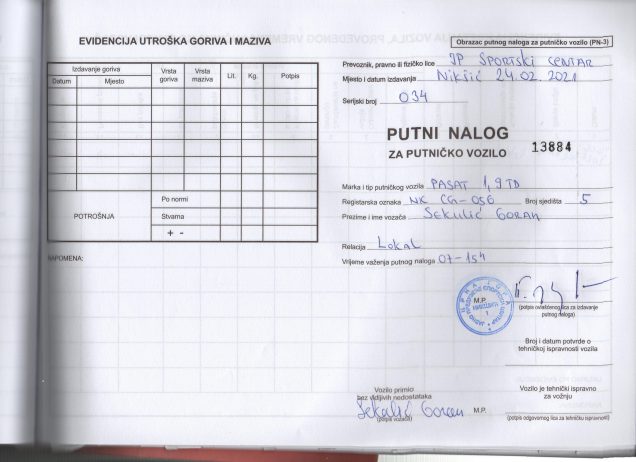 EVIDENCIJA UTROŠKA GORIVA I MAZIVA
Izdavanje goriva
Datum Mjesto Vrsta goriva Vrsta maziva Lit. Kg. Potpis
POTROŠNJA
Po normi
Stvarna
+ -
NAPOMENA:
Obrazac putnog naloga za putničko vozilo (PN-3)
Prevoznik, pravno ili fizičko lice JP SPORTSKI CENTAR
Mjesto i datum izdavanja Nikšić 24.02.2021
Serijski broj 034
PUTNI NALOG
ZA PUTNIČKO VOZILO 13884
Marka i tip putničkog vozila PASAT 1,9 TD
Registarska oznaka NK CG-056 Broj sjedišta 5
Prezime i ime vozača SEKULIĆ GORAN
Relacija LOKAL
Vrijeme važenja putnog naloga 07-15h
M.P.
(potpis ovlašćenog lica za izdavanje
putnog naloga)
Broj i datum potvrde o
tehničkoj ispravnosti vozila
Vozilo primio
bez vidljivih nedostataka
Sekulić Goran M.P.
(potpis vozača)
Vozilo je tehnički ispravno
za vožnju
(potpis odgovornog lica za tehničku ispravnost)